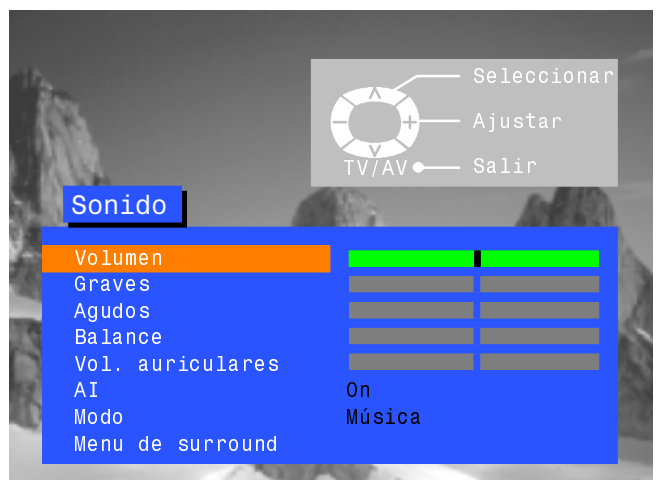 Seleccionar
Ajustar
TV/AV Salir
Sonido
Volumen
Graves
Agudos
Balance
Vol. auriculares
AI On
Modo Música
Menu de surround